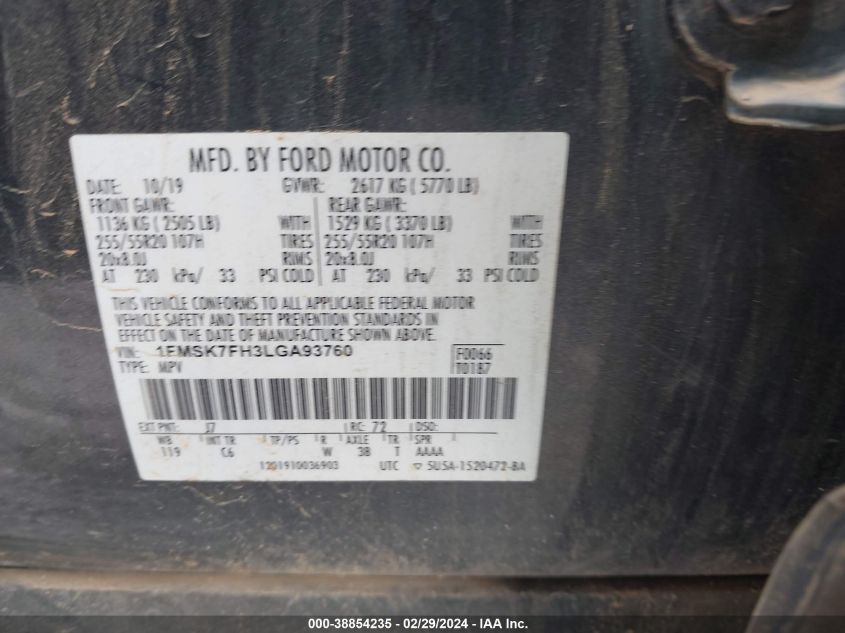 MFD. BY FORD MOTOR CO.
DATE: 10/19 GVWR: 2617 KG ( 5770 LB)
FRONT GAWR: REAR GAWR:
1136 KG ( 2505 LB) WITH 1529 KG ( 3370 LB) WITH
255/55R20 107H TIRES 255/55R20 107H TIRES
20x8.0J RIMS 20x8.0J RIMS
AT 230 kPa/ 33 PSI COLD AT 230 kPa/ 33 PSI COLD
THIS VEHICLE CONFORMS TO ALL APPLICABLE FEDERAL MOTOR
VEHICLE SAFETY AND THEFT PREVENTION STANDARDS IN
EFFECT ON THE DATE OF MANUFACTURE SHOWN ABOVE.
VIN: 1FMSK7FH3LGA93760 F0066
TYPE: MPV T0187
EXT PNT: J7 RC: 72 DSO:
WB INT TR TP/PS R AXLE TR SPR
119 C6 W 3B T AAAA
1201910036903 UTC ▽ 5U5A-1520472-BA
000-38854235 - 02/29/2024 - IAA Inc.